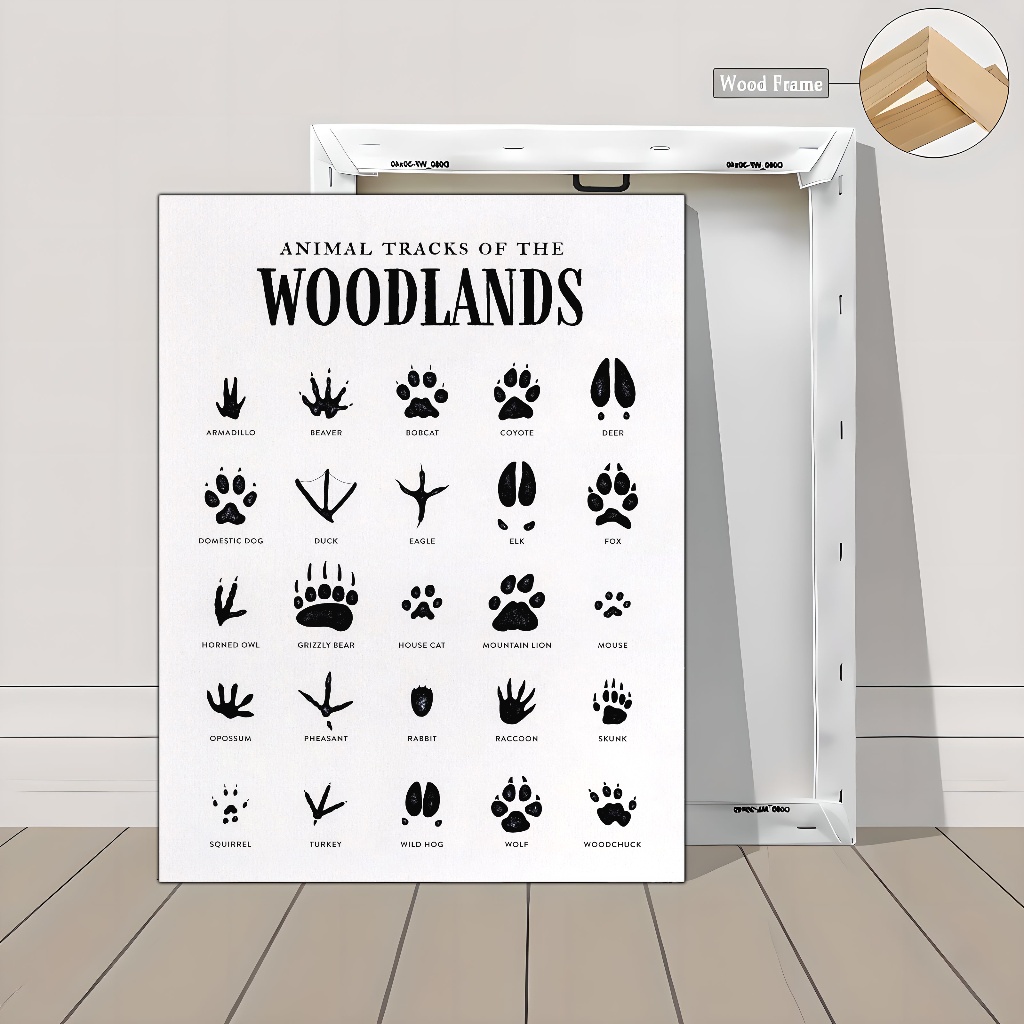 Wood Frame
ANIMAL TRACKS OF THE
WOODLANDS
ARMADILLO BEAVER BOBCAT COYOTE DEER
DOMESTIC DOG DUCK EAGLE ELK FOX
HORNED OWL GRIZZLY BEAR HOUSE CAT MOUNTAIN LION MOUSE
OPOSSUM PHEASANT RABBIT RACCOON SKUNK
SQUIRREL TURKEY WILD HOG WOLF WOODCHUCK